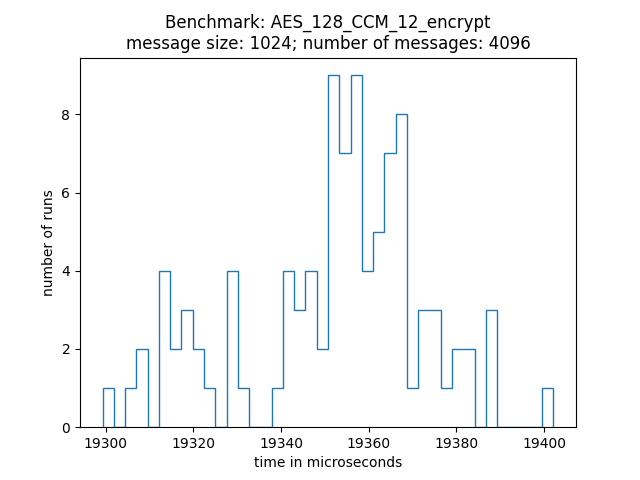 Benchmark: AES_128_CCM_12_encrypt
message size: 1024; number of messages: 4096
number of runs
8
6
4
2
0
19300 19320 19340 19360 19380 19400
time in microseconds